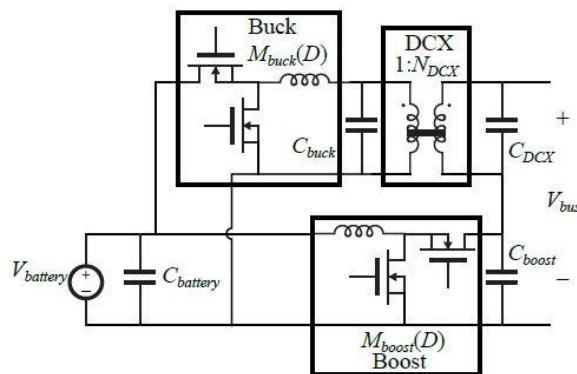 Buck
M_buck(D)
DCX
1:N_DCX
C_buck
C_DCX
+
V_bus
−
V_battery
+
−
C_battery
C_boost
M_boost(D)
Boost